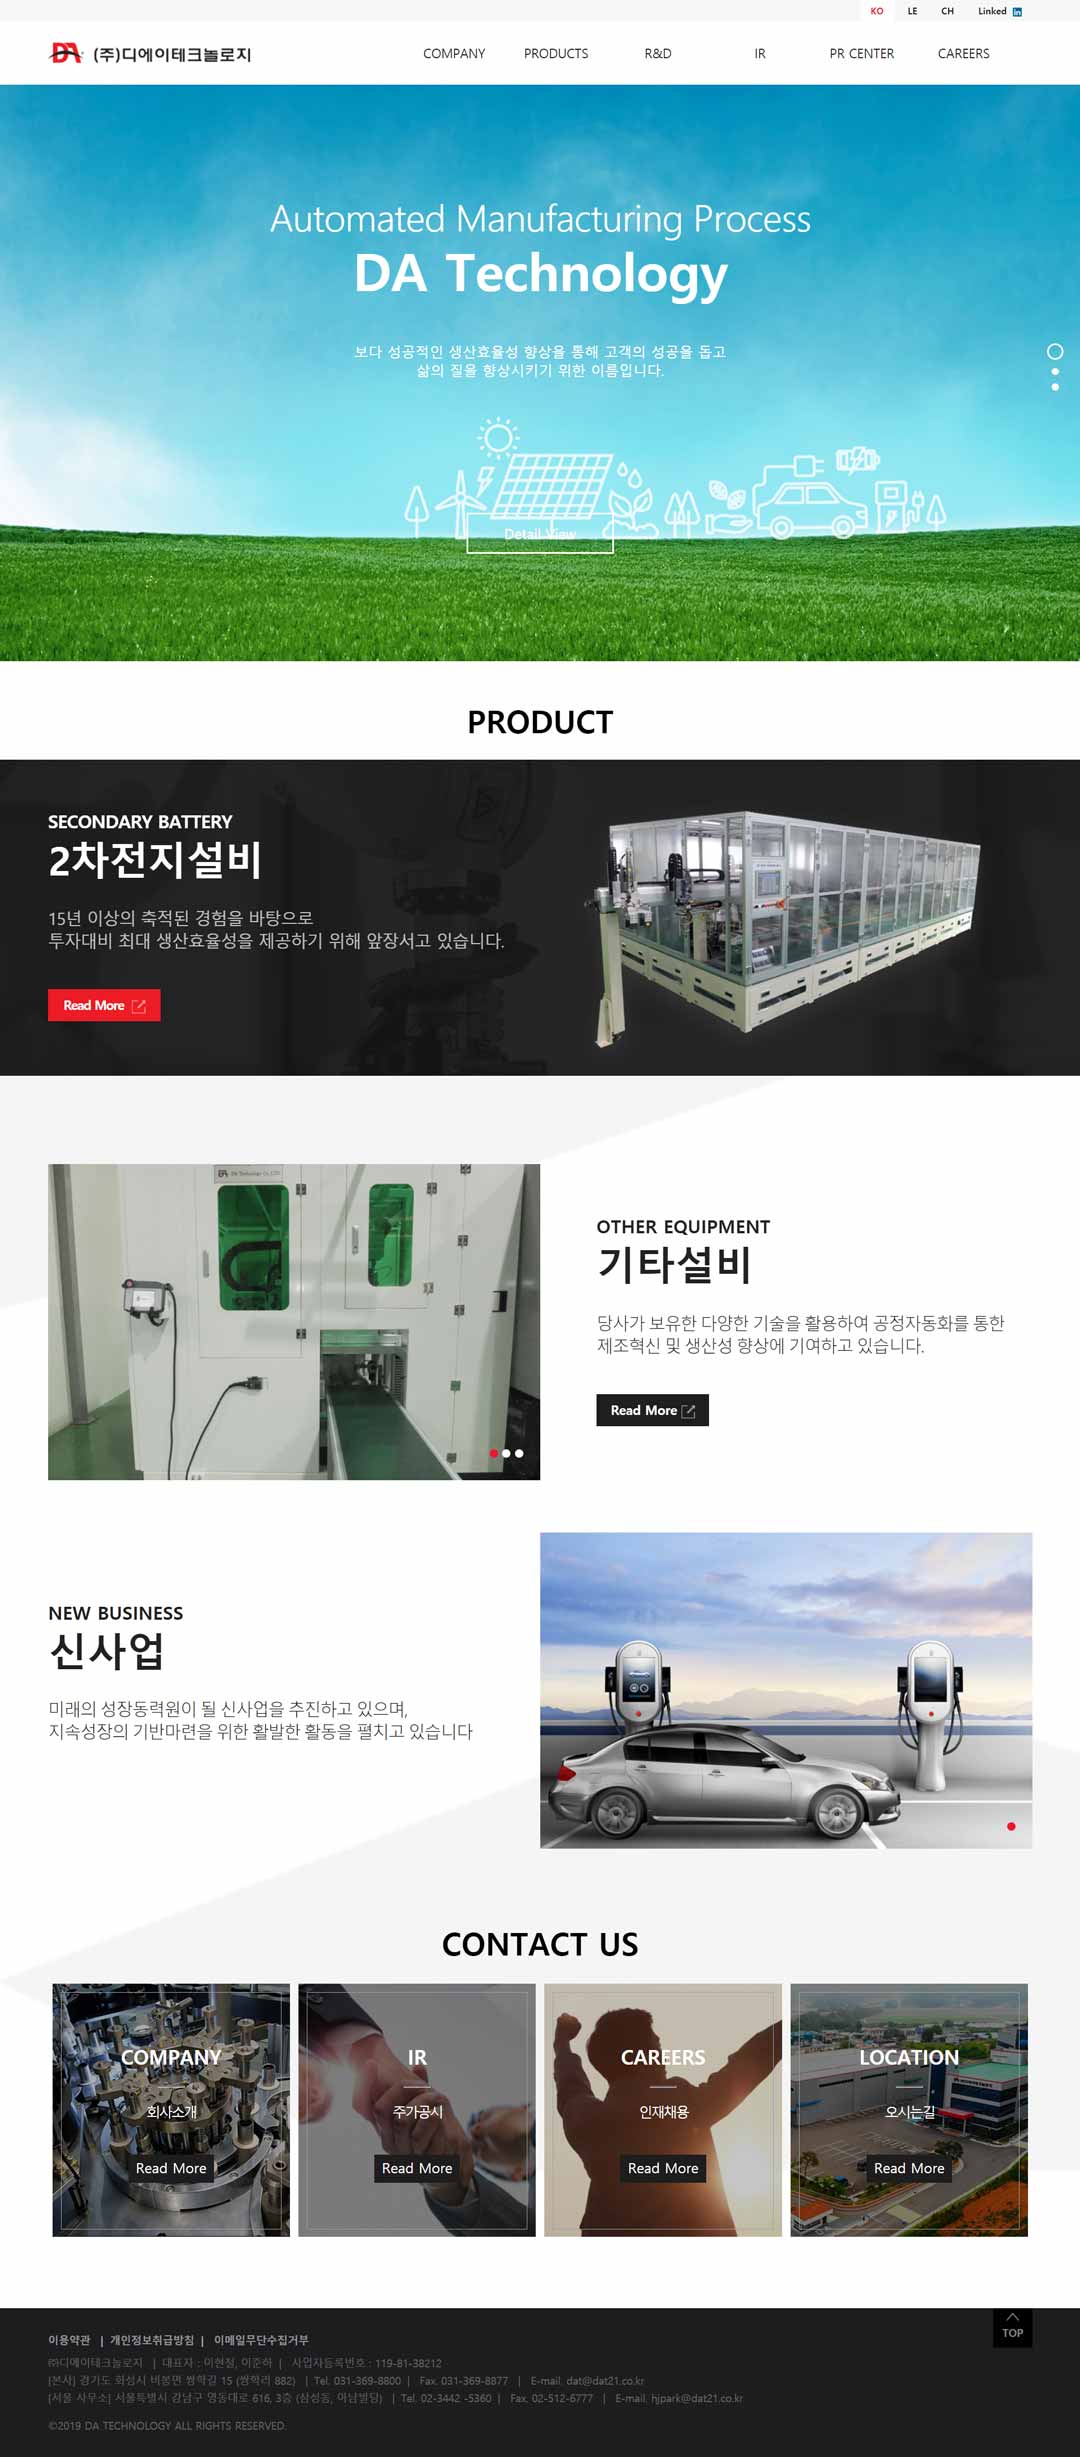 KO LE CH Linked in
DA (주)디에이테크놀로지
COMPANY PRODUCTS R&D IR PR CENTER CAREERS
Automated Manufacturing Process
DA Technology
보다 성공적인 생산효율성 향상을 통해 고객의 성공을 돕고
삶의 질을 향상시키기 위한 이름입니다.
Detail View
PRODUCT
SECONDARY BATTERY
2차전지설비
15년 이상의 축적된 경험을 바탕으로
투자대비 최대 생산효율성을 제공하기 위해 앞장서고 있습니다.
Read More
DA Technology Co., LTD.
OTHER EQUIPMENT
기타설비
당사가 보유한 다양한 기술을 활용하여 공정자동화를 통한
제조혁신 및 생산성 향상에 기여하고 있습니다.
Read More
NEW BUSINESS
신사업
미래의 성장동력원이 될 신사업을 추진하고 있으며,
지속성장의 기반마련을 위한 활발한 활동을 펼치고 있습니다
CONTACT US
COMPANY
회사소개
Read More
IR
주가공시
Read More
CAREERS
인재채용
Read More
LOCATION
오시는길
Read More
TOP
이용약관 | 개인정보취급방침 | 이메일무단수집거부
㈜디에이테크놀로지 | 대표자 : 이현철, 이준하 | 사업자등록번호 : 119-81-38212
[본사] 경기도 화성시 비봉면 쌍학길 15 (쌍학리 882) | Tel. 031-369-8800 | Fax. 031-369-8877 | E-mail. dat@dat21.co.kr
[서울 사무소] 서울특별시 강남구 영동대로 616, 3층 (삼성동, 아남빌딩) | Tel. 02-3442 -5360 | Fax. 02-512-6777 | E-mail. hjpark@dat21.co.kr
©2019 DA TECHNOLOGY ALL RIGHTS RESERVED.